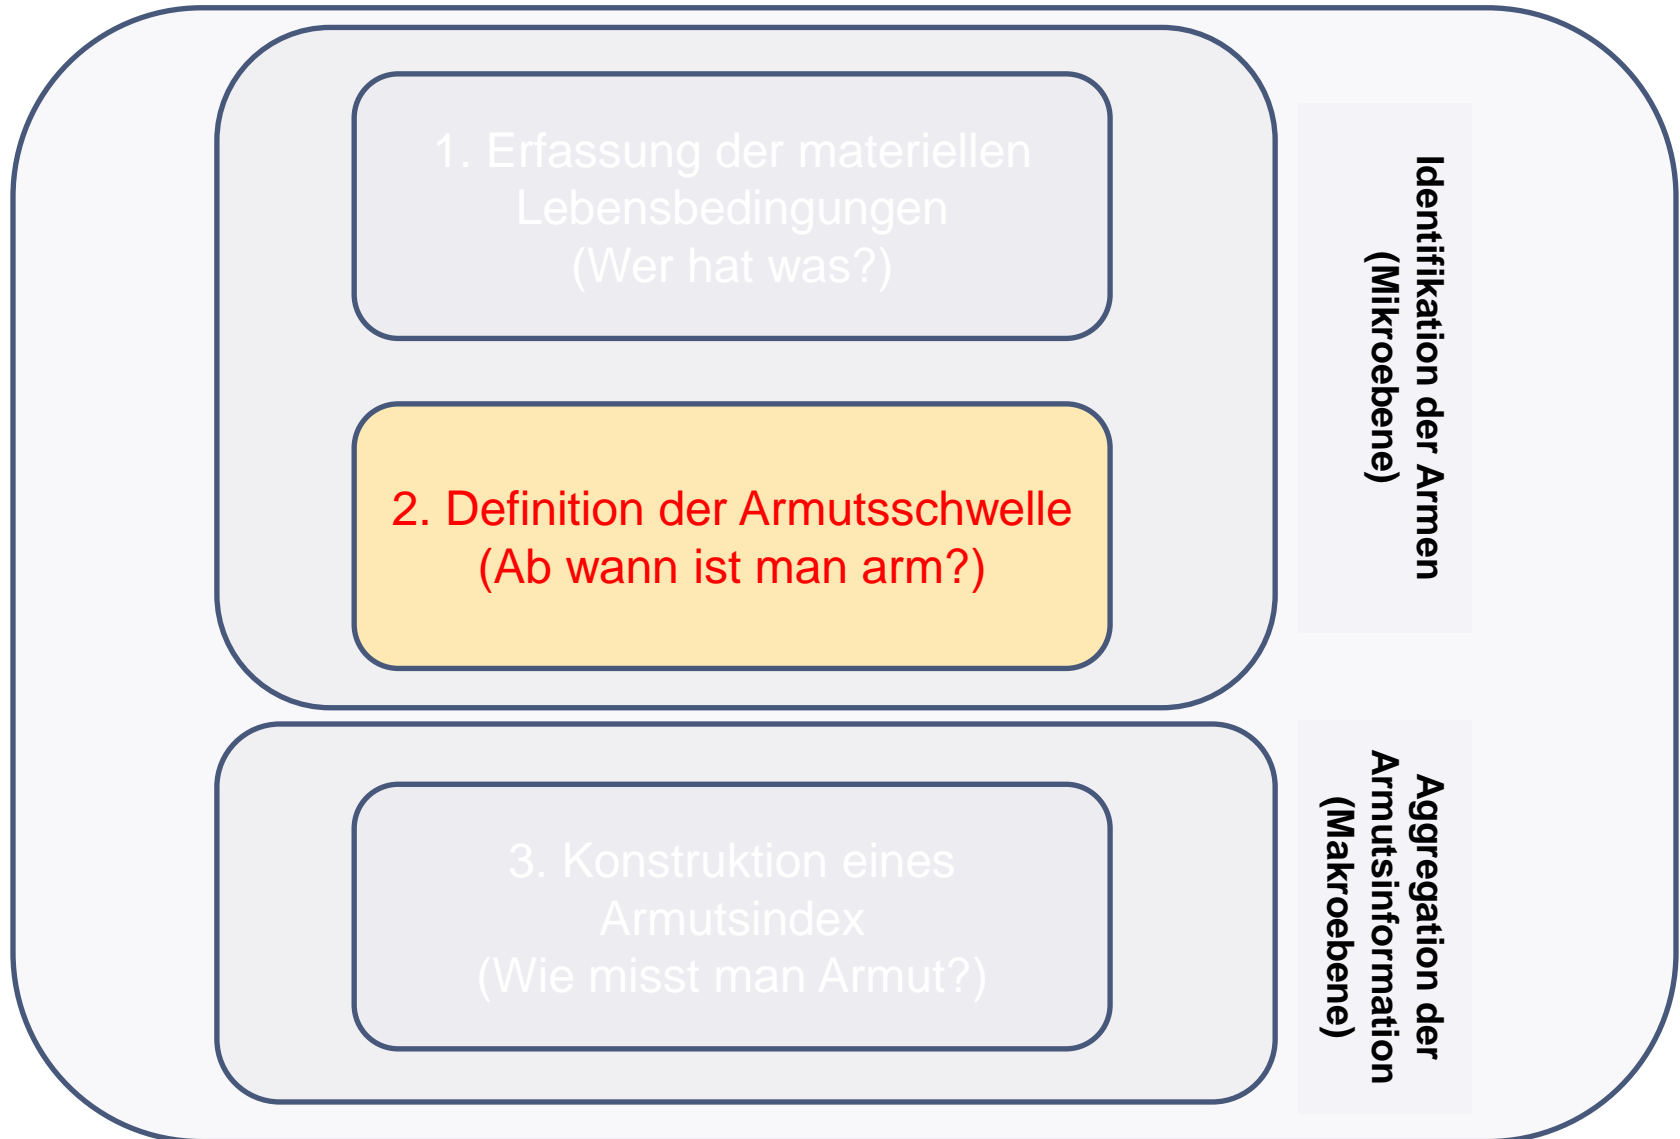 1. Erfassung der materiellen
Lebensbedingungen
(Wer hat was?)
2. Definition der Armutsschwelle
(Ab wann ist man arm?)
Identifikation der Armen
(Mikroebene)
3. Konstruktion eines
Armutsindex
(Wie misst man Armut?)
Aggregation der
Armutsinformation
(Makroebene)